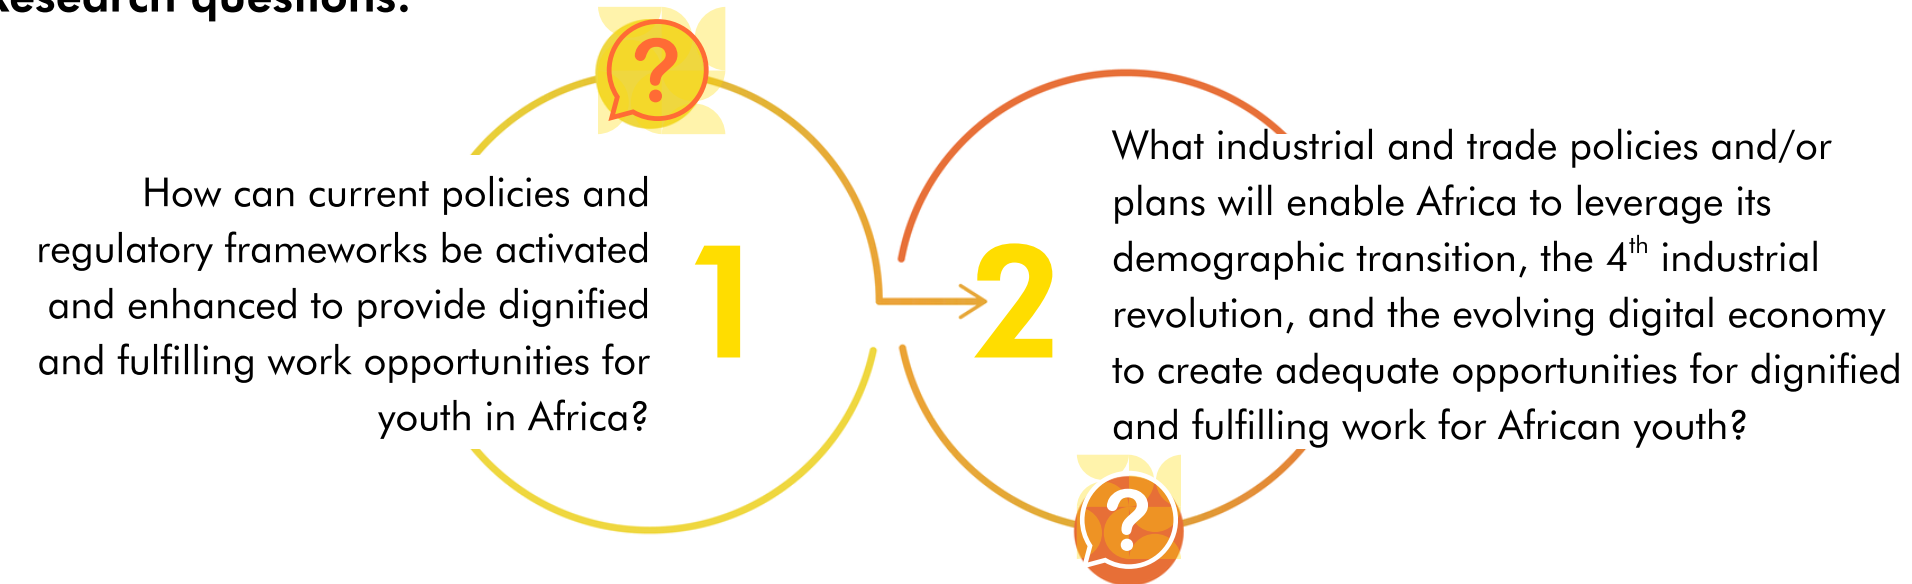 Research questions:
How can current policies and
regulatory frameworks be activated
and enhanced to provide dignified
and fulfilling work opportunities for
youth in Africa?
1
2
What industrial and trade policies and/or
plans will enable Africa to leverage its
demographic transition, the 4th industrial
revolution, and the evolving digital economy
to create adequate opportunities for dignified
and fulfilling work for African youth?